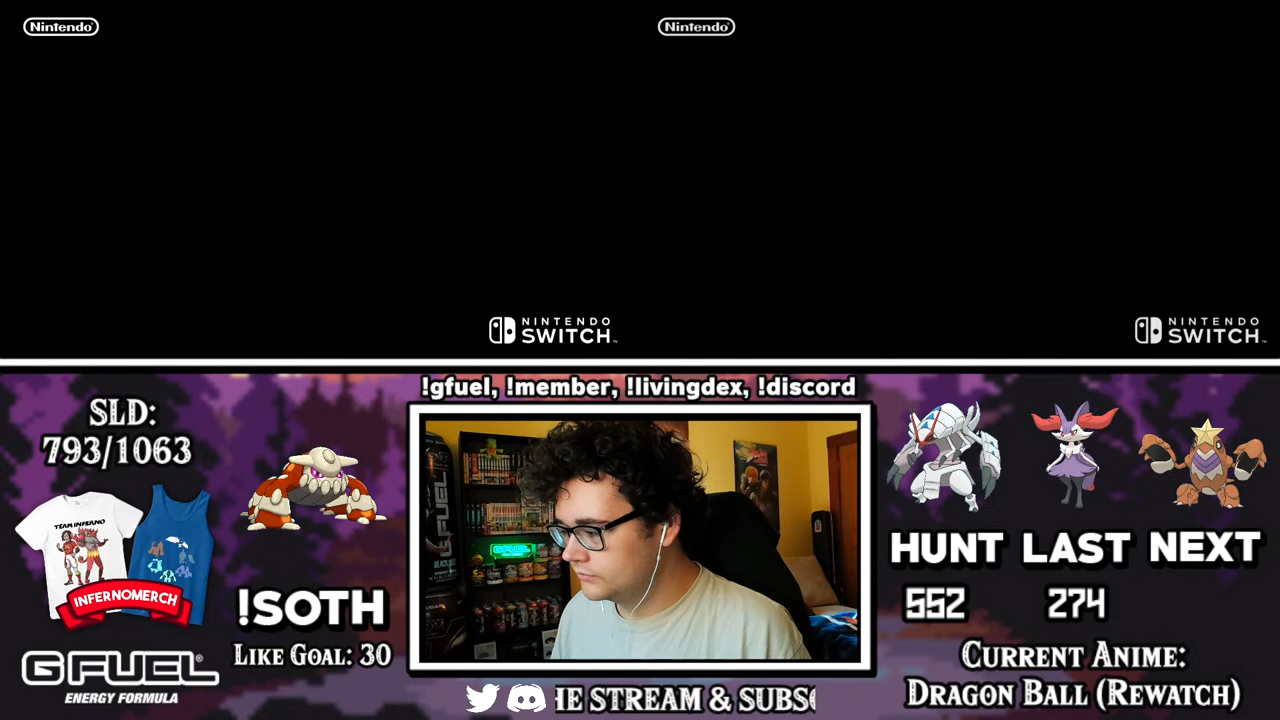 Nintendo
Nintendo
NINTENDO
SWITCH
NINTENDO
SWITCH
!gfuel, !member, !livingdex, !discord
SLD:
793/1063
TEAM INFERNO
INFERNOMERCH
!SOTH
LIKE GOAL: 30
G FUEL
ENERGY FORMULA
GFUEL
HE STREAM & SUBS
HUNT LAST NEXT
552 274
CURRENT ANIME:
DRAGON BALL (REWATCH)